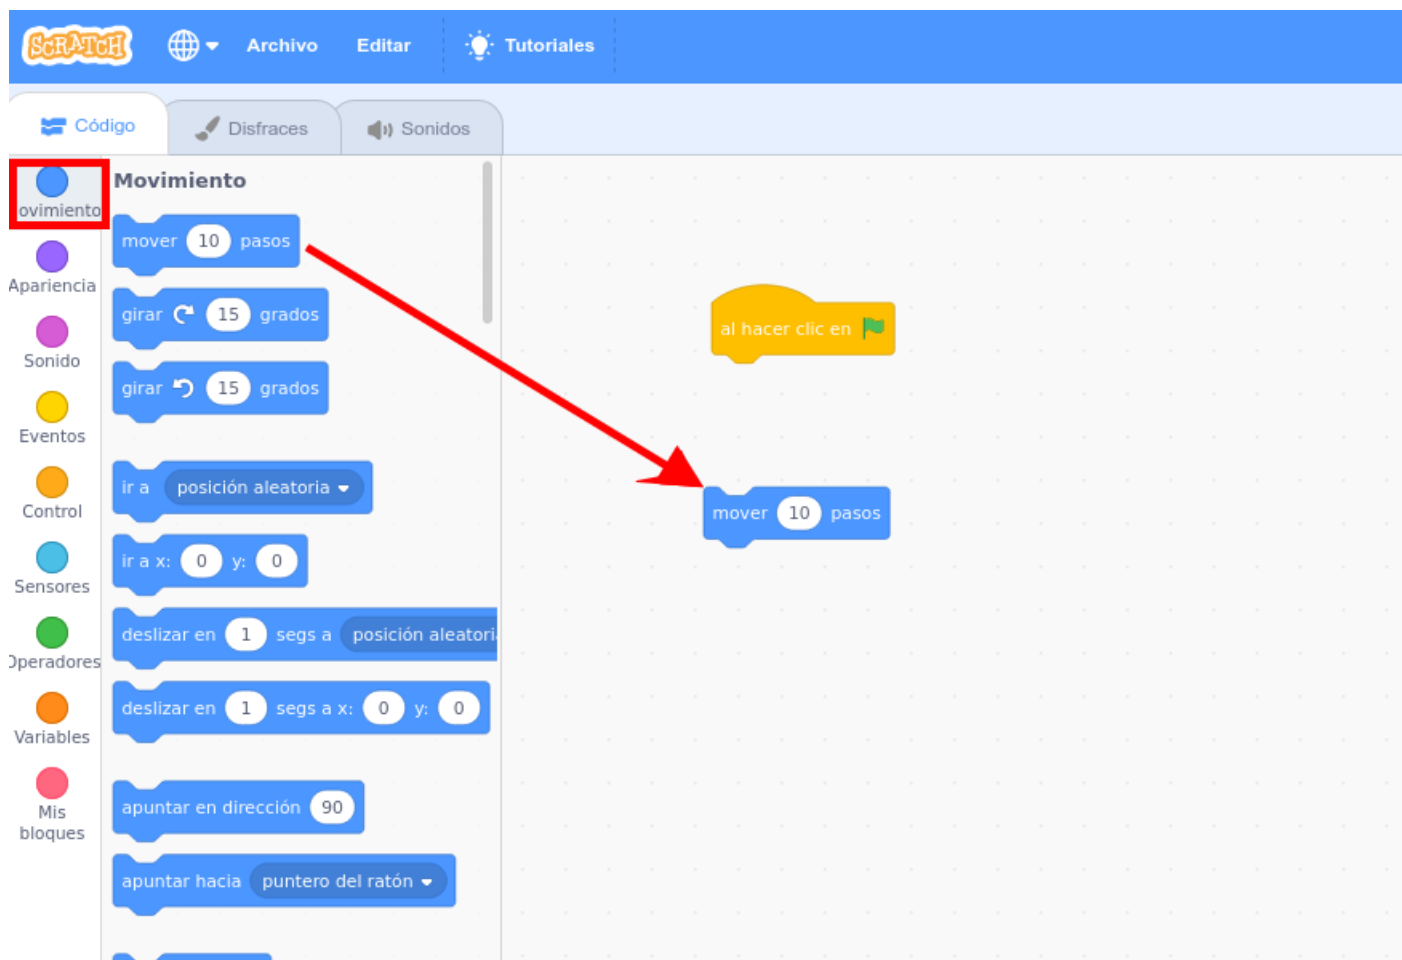 SCRATCH
Archivo
Editar
Tutoriales
Código
Disfraces
Sonidos
ovimiento
Apariencia
Sonido
Eventos
Control
Sensores
Operadores
Variables
Mis
bloques
Movimiento
mover 10 pasos
girar 15 grados
girar 15 grados
ir a posición aleatoria
ir a x: 0 y: 0
deslizar en 1 segs a posición aleatori
deslizar en 1 segs a x: 0 y: 0
apuntar en dirección 90
apuntar hacia puntero del ratón
al hacer clic en
mover 10 pasos